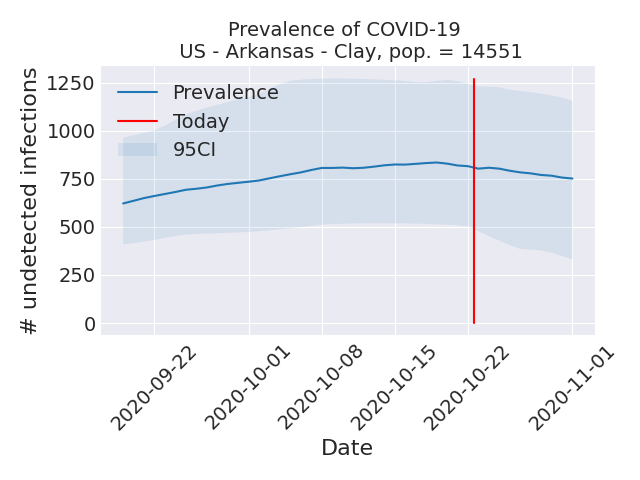 Prevalence of COVID-19
US - Arkansas - Clay, pop. = 14551
# undetected infections
1250
1000
750
500
250
0
Prevalence
Today
95CI
2020-09-22
2020-10-01
2020-10-08
2020-10-15
2020-10-22
2020-11-01
Date